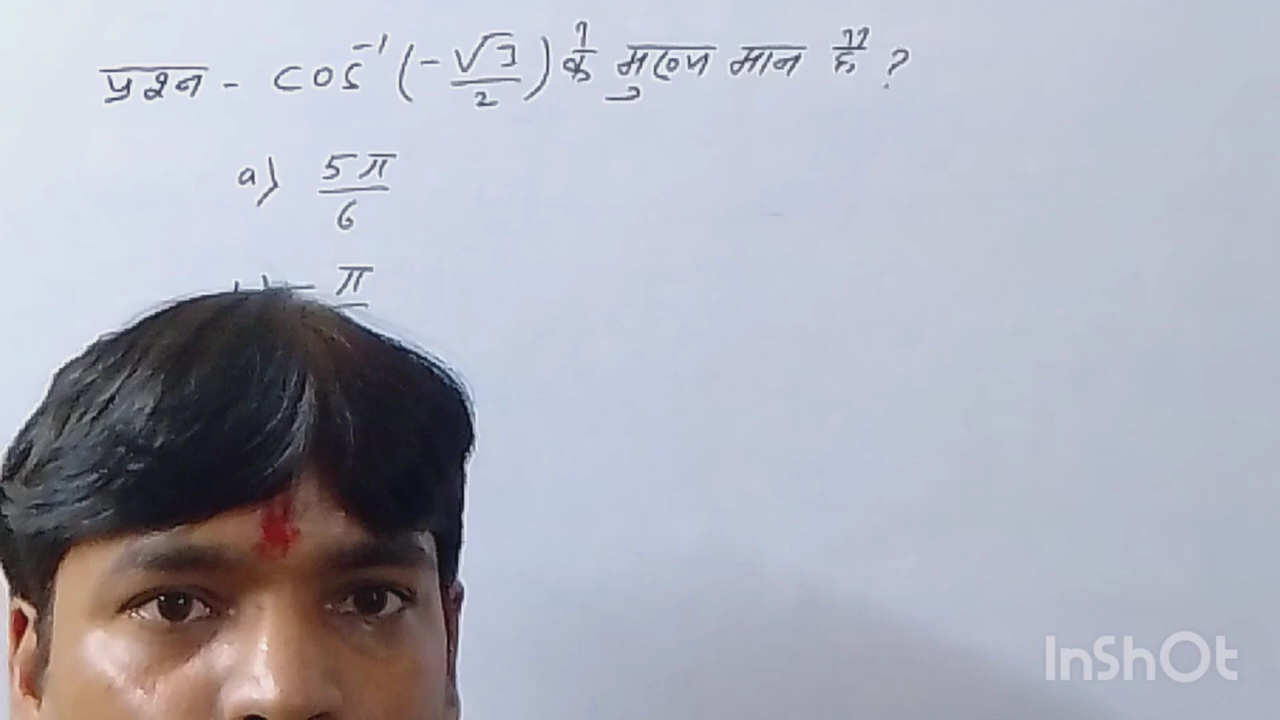 प्रश्न - cos⁻¹(-√3/2) के मुख्य मान हैं ?
a) 5π/6
π
InShOt